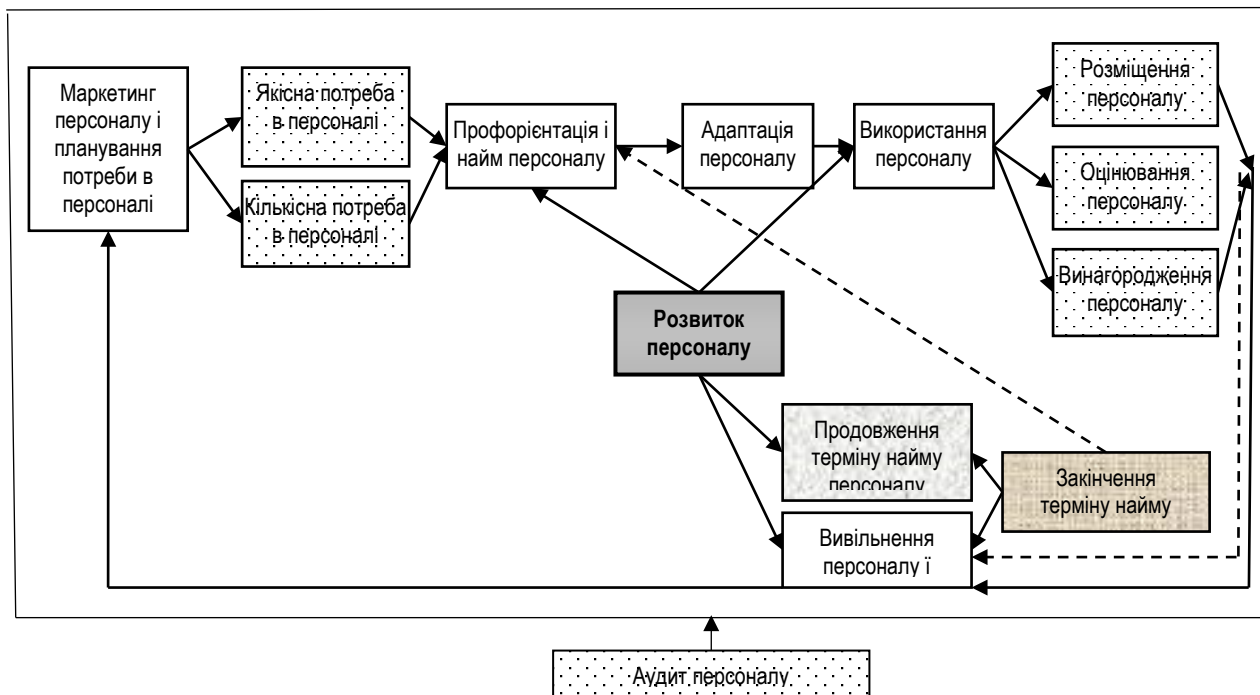 Маркетинг
персоналу і
планування
потреби в
персоналі
Якісна потреба
в персоналі
Кількісна потреба
в персоналі
Профорієнтація і
найм персоналу
Адаптація
персоналу
Використання
персоналу
Розміщення
персоналу
Оцінювання
персоналу
Винагородження
персоналу
Розвиток
персоналу
Продовження
терміну найму
персоналу
Закінчення
терміну найму
Вивільнення
персоналу ї
Аудит персоналу